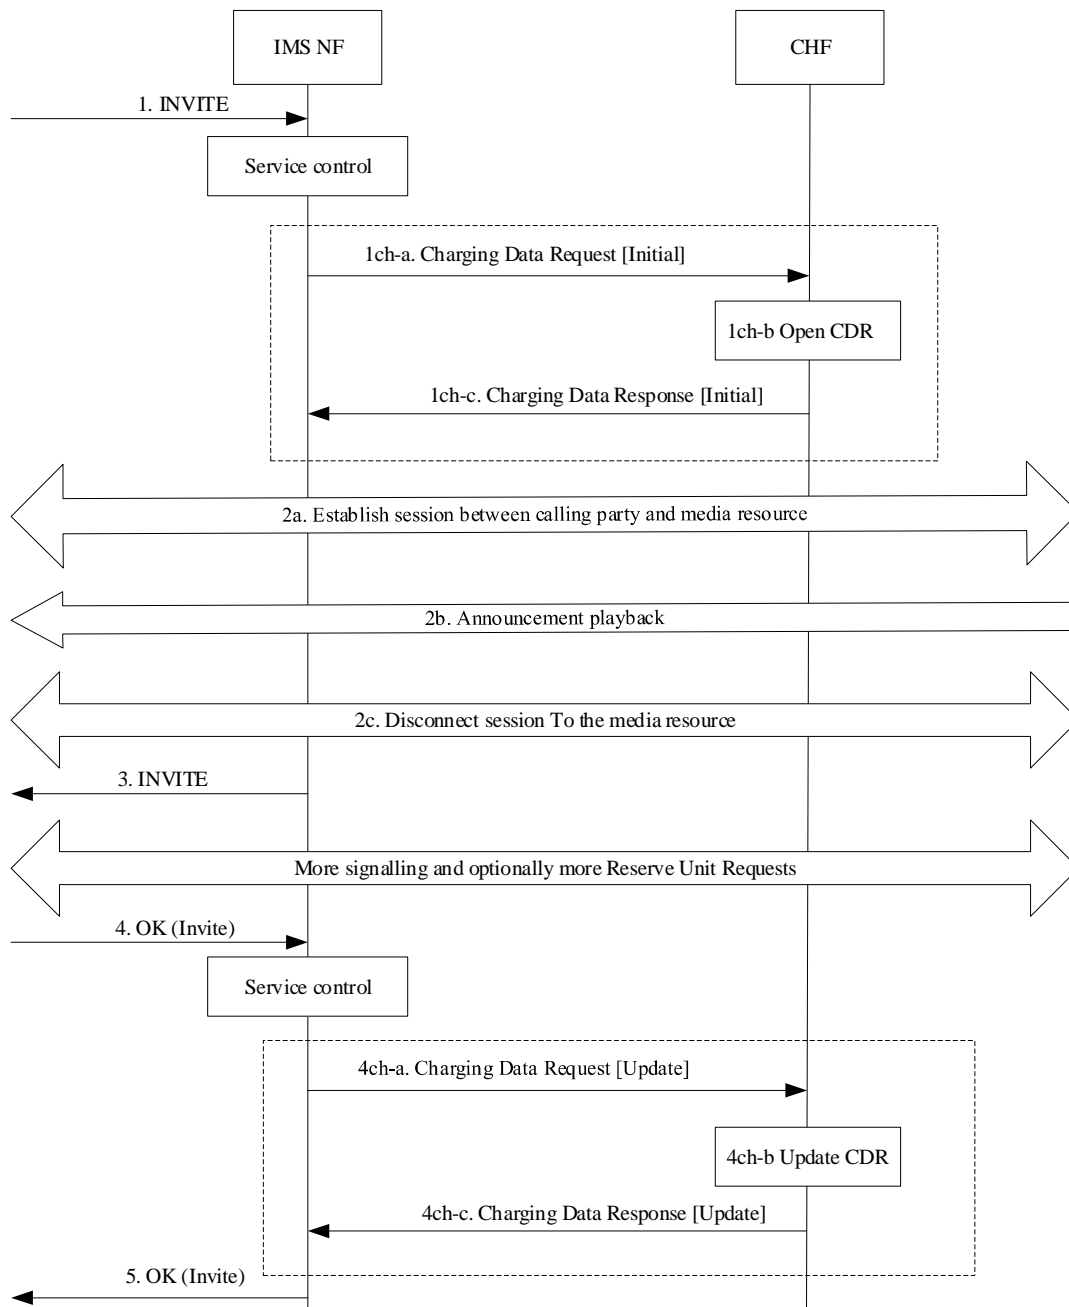 IMS NF
CHF
1. INVITE
Service control
1ch-a. Charging Data Request [Initial]
1ch-b Open CDR
1ch-c. Charging Data Response [Initial]
2a. Establish session between calling party and media resource
2b. Announcement playback
2c. Disconnect session To the media resource
3. INVITE
More signalling and optionally more Reserve Unit Requests
4. OK (Invite)
Service control
4ch-a. Charging Data Request [Update]
4ch-b Update CDR
4ch-c. Charging Data Response [Update]
5. OK (Invite)